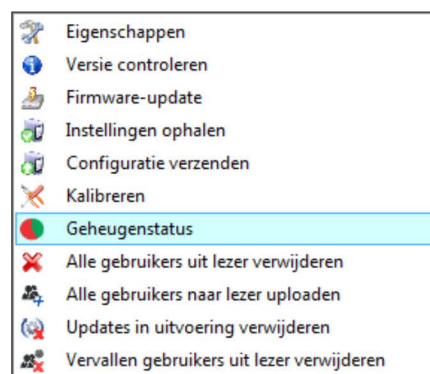 Eigenschappen
Versie controleren
Firmware-update
Instellingen ophalen
Configuratie verzenden
Kalibreren
Geheugenstatus
Alle gebruikers uit lezer verwijderen
Alle gebruikers naar lezer uploaden
Updates in uitvoering verwijderen
Vervallen gebruikers uit lezer verwijderen